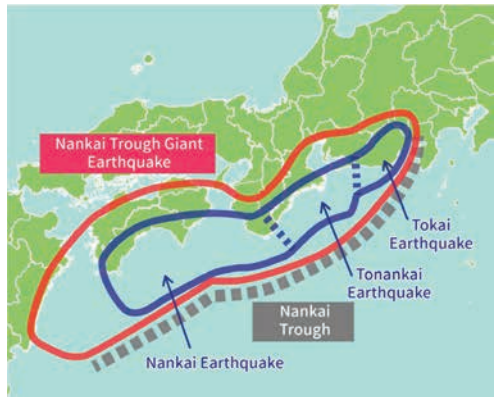 Nankai Trough Giant
Earthquake
Tokai
Earthquake
Tonankai
Earthquake
Nankai
Trough
Nankai Earthquake